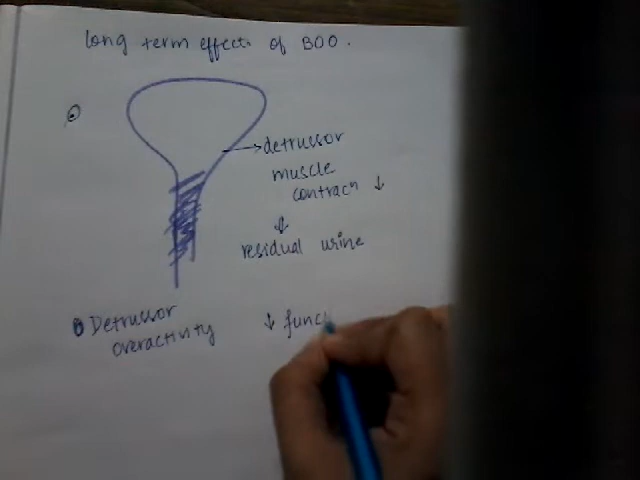 long term effects of BOO.
detrussor
muscle
contracn ↓
↓
residual urine
Detrussor
overactivity
↓ func